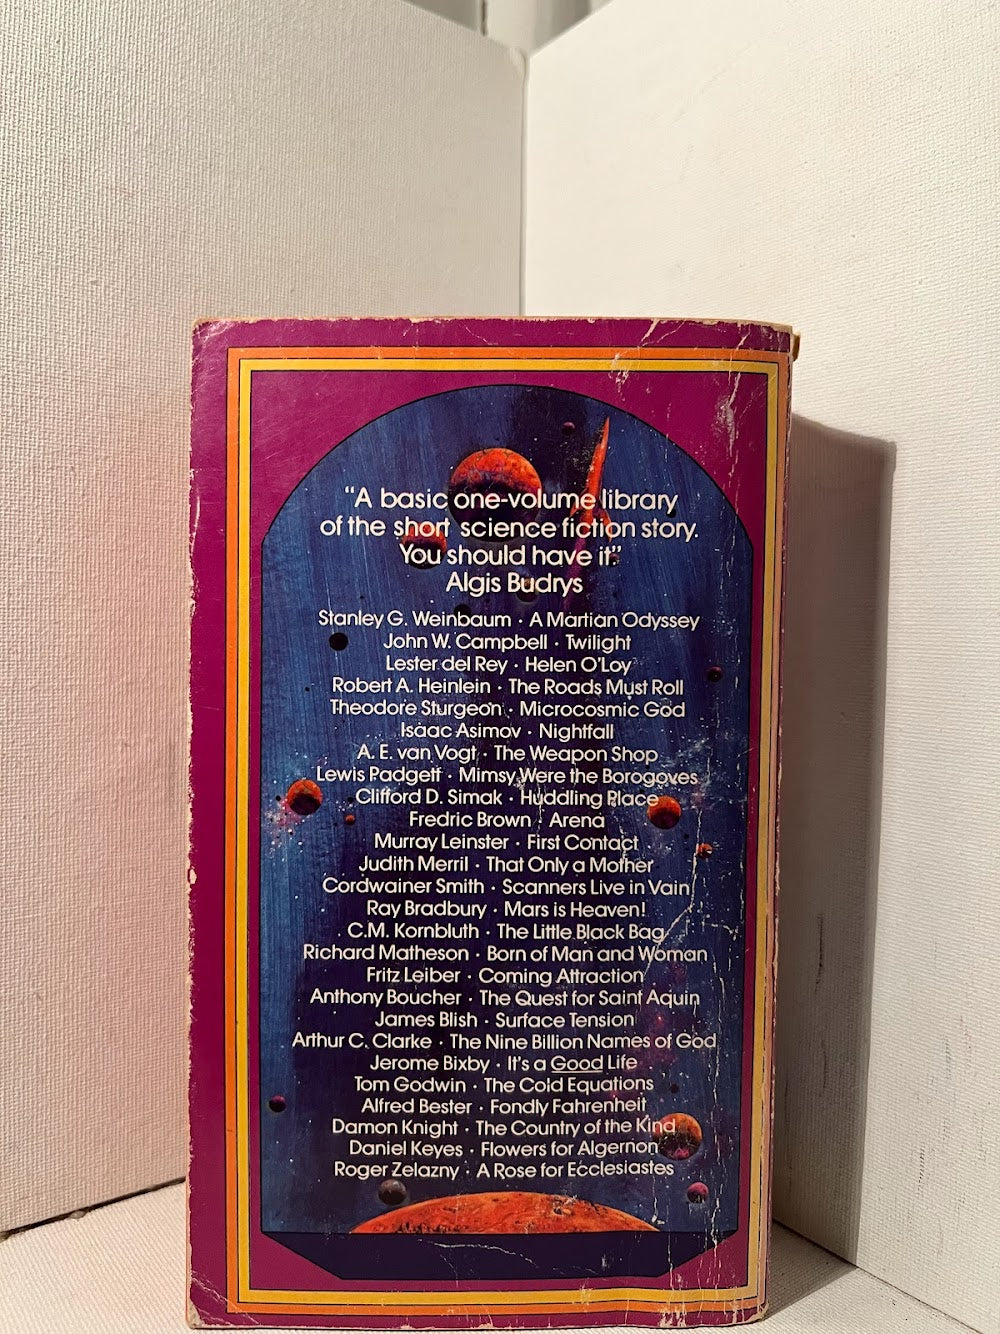 "A basic one-volume library
of the short science fiction story.
You should have it."
Algis Budrys
Stanley G. Weinbaum · A Martian Odyssey
John W. Campbell · Twilight
Lester del Rey · Helen O'Loy
Robert A. Heinlein · The Roads Must Roll
Theodore Sturgeon · Microcosmic God
Isaac Asimov · Nightfall
A. E. van Vogt · The Weapon Shop
Lewis Padgett · Mimsy Were the Borogoves
Clifford D. Simak · Huddling Place
Fredric Brown · Arena
Murray Leinster · First Contact
Judith Merril · That Only a Mother
Cordwainer Smith · Scanners Live in Vain
Ray Bradbury · Mars is Heaven!
C.M. Kornbluth · The Little Black Bag
Richard Matheson · Born of Man and Woman
Fritz Leiber · Coming Attraction
Anthony Boucher · The Quest for Saint Aquin
James Blish · Surface Tension
Arthur C. Clarke · The Nine Billion Names of God
Jerome Bixby · It's a Good Life
Tom Godwin · The Cold Equations
Alfred Bester · Fondly Fahrenheit
Damon Knight · The Country of the Kind
Daniel Keyes · Flowers for Algernon
Roger Zelazny · A Rose for Ecclesiastes